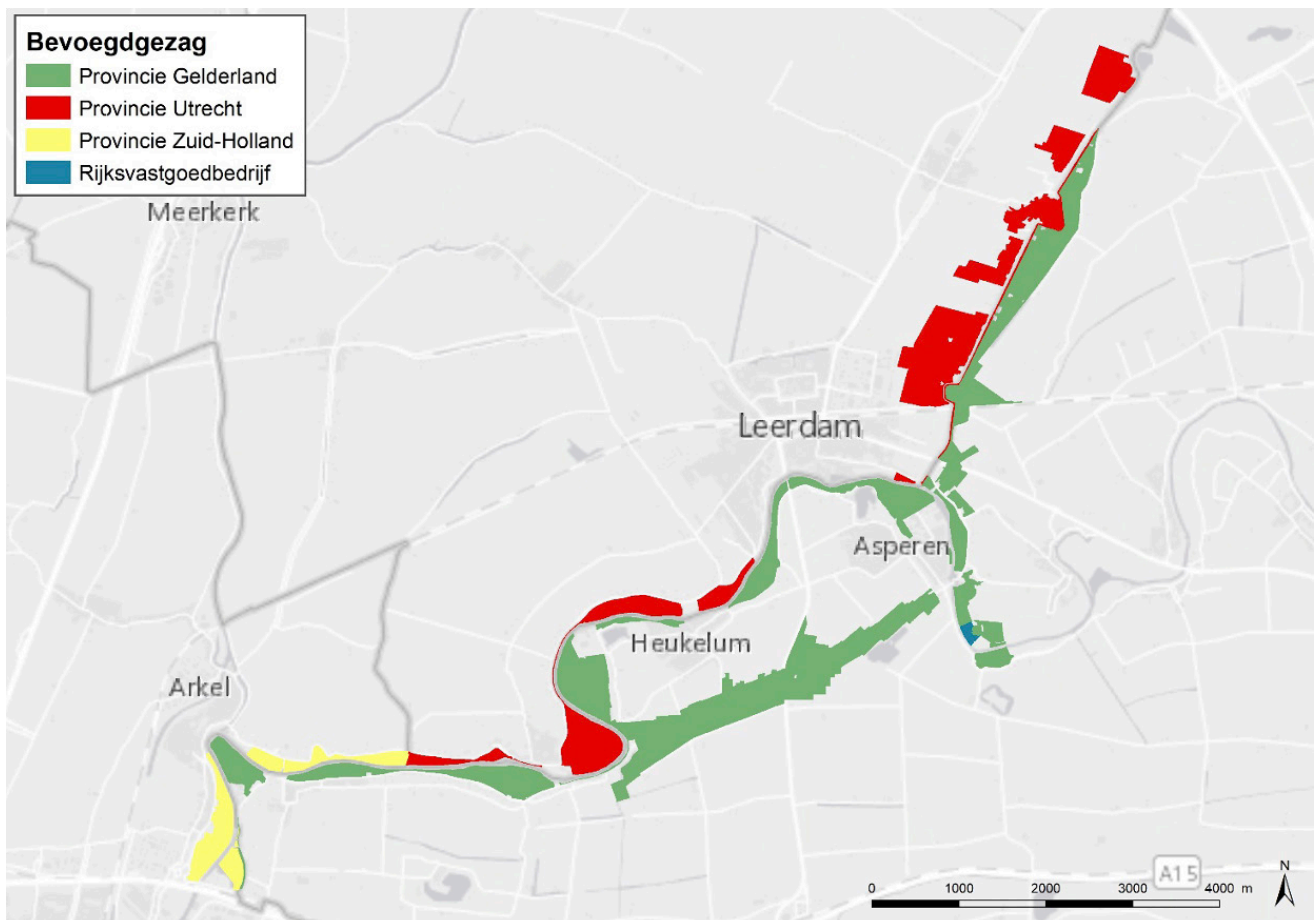 Bevoegdgezag
Provincie Gelderland
Provincie Utrecht
Provincie Zuid-Holland
Rijksvastgoedbedrijf
Meerkerk
Leerdam
Asperen
Heukelum
Arkel
A15
N
0 1000 2000 3000 4000 m